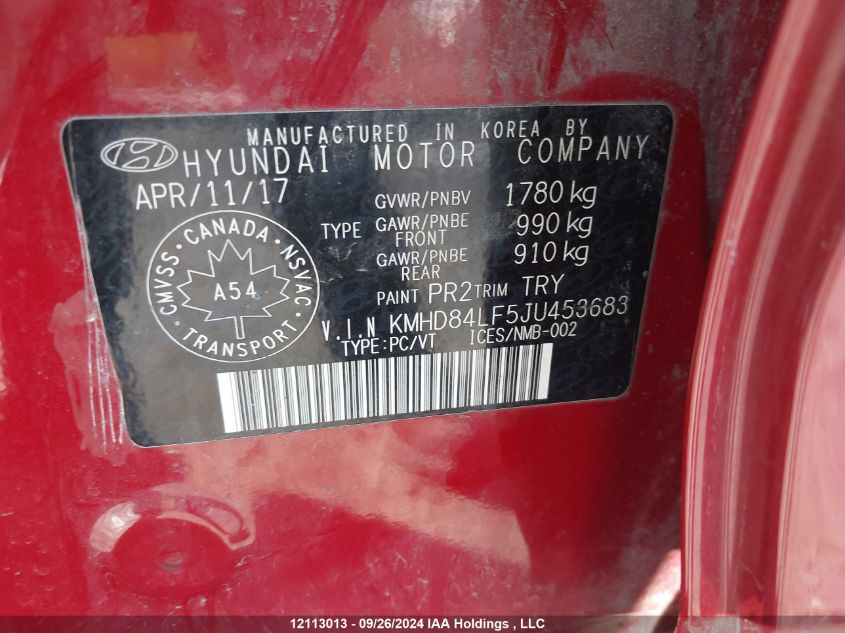 MANUFACTURED IN KOREA BY
HYUNDAI MOTOR COMPANY
APR/11/17
GVWR/PNBV 1780 kg
TYPE GAWR/PNBE FRONT 990 kg
GAWR/PNBE REAR 910 kg
PAINT PR2 TRIM TRY
CMVSS · CANADA · NSVAC
A54
· TRANSPORT ·
V.I.N KMHD84LF5JU453683
TYPE:PC/VT ICES/NMB-002
12113013 - 09/26/2024 IAA Holdings , LLC